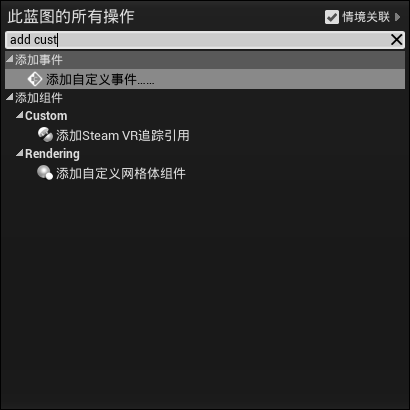 此蓝图的所有操作 情境关联
add cust
添加事件
添加自定义事件……
添加组件
Custom
添加Steam VR追踪引用
Rendering
添加自定义网格体组件